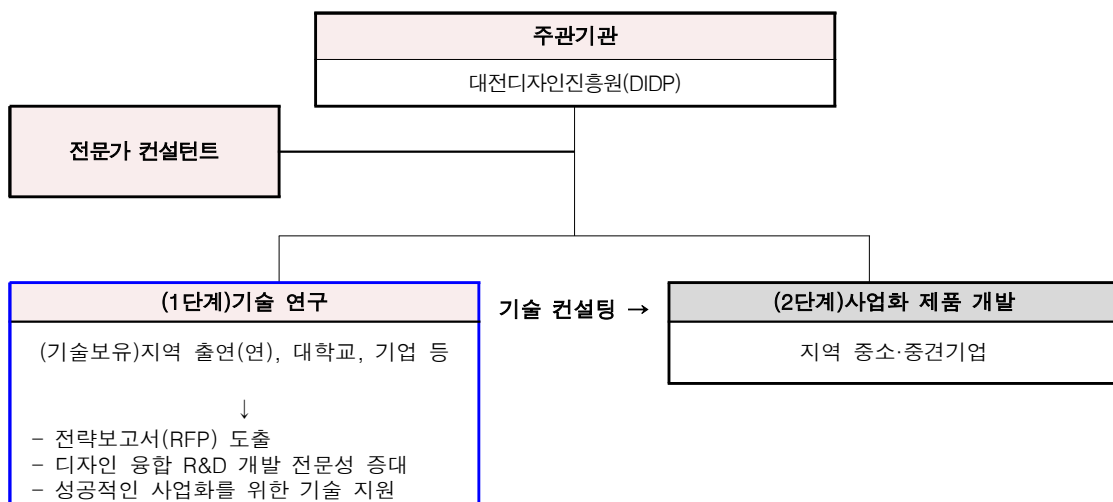 주관기관
대전디자인진흥원(DIDP)
전문가 컨설턴트
(1단계)기술 연구
(기술보유)지역 출연(연), 대학교, 기업 등
↓
- 전략보고서(RFP) 도출
- 디자인 융합 R&D 개발 전문성 증대
- 성공적인 사업화를 위한 기술 지원
기술 컨설팅 →
(2단계)사업화 제품 개발
지역 중소·중견기업